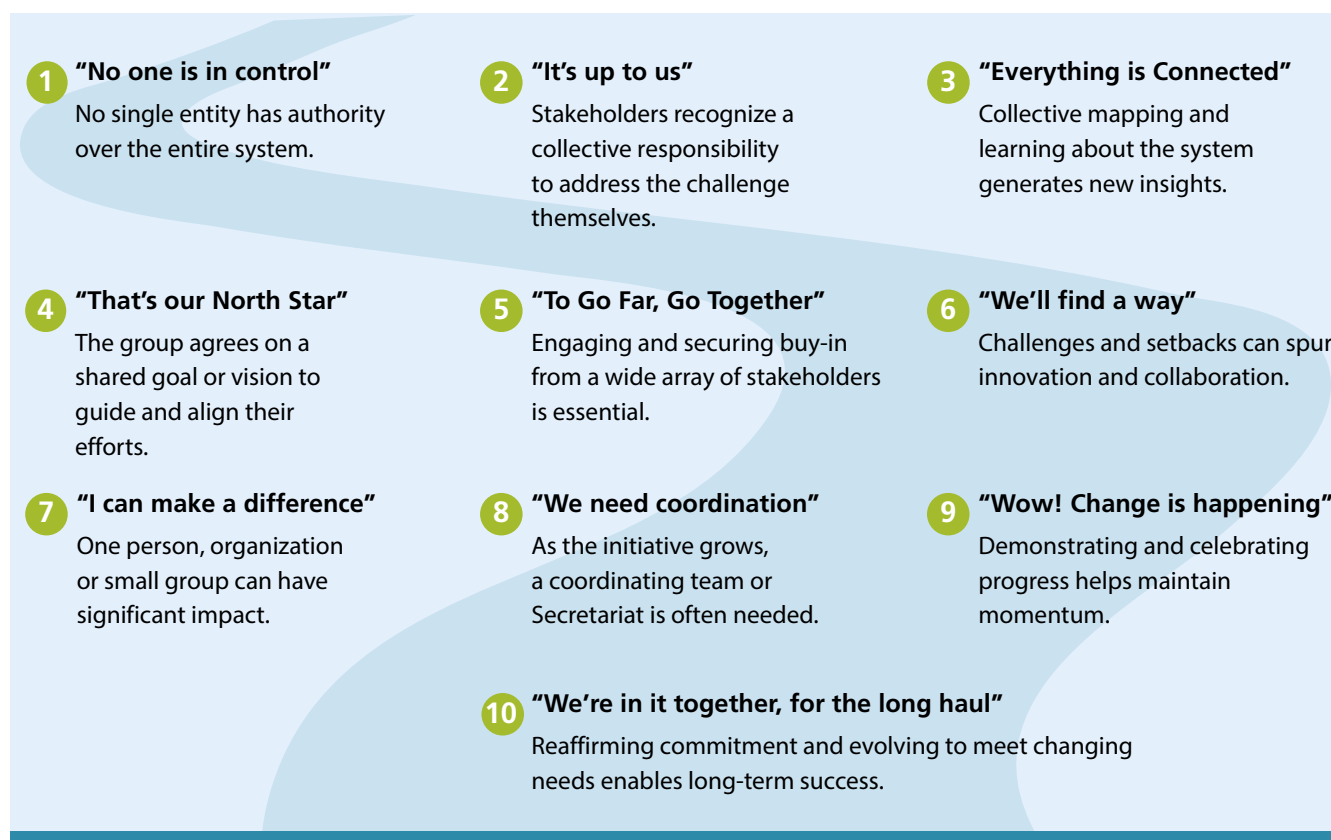 1 “No one is in control”
No single entity has authority
over the entire system.
2 “It’s up to us”
Stakeholders recognize a
collective responsibility
to address the challenge
themselves.
3 “Everything is Connected”
Collective mapping and
learning about the system
generates new insights.
4 “That’s our North Star”
The group agrees on a
shared goal or vision to
guide and align their
efforts.
5 “To Go Far, Go Together”
Engaging and securing buy-in
from a wide array of stakeholders
is essential.
6 “We’ll find a way”
Challenges and setbacks can spur
innovation and collaboration.
7 “I can make a difference”
One person, organization
or small group can have
significant impact.
8 “We need coordination”
As the initiative grows,
a coordinating team or
Secretariat is often needed.
9 “Wow! Change is happening”
Demonstrating and celebrating
progress helps maintain
momentum.
10 “We’re in it together, for the long haul”
Reaffirming commitment and evolving to meet changing
needs enables long-term success.